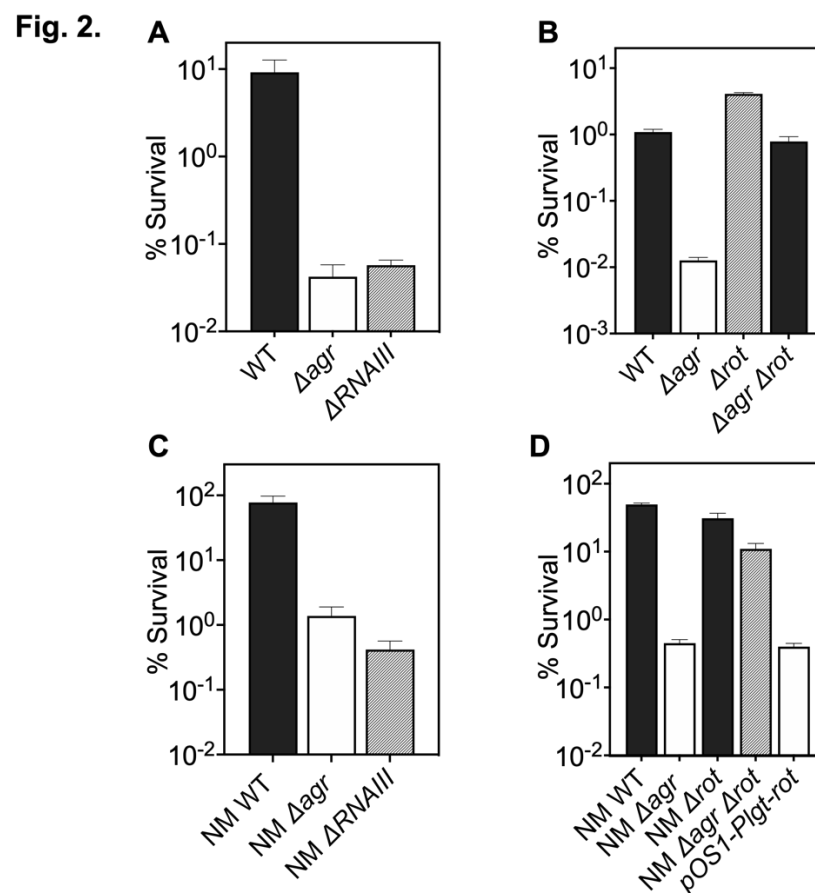 Fig. 2.
A
% Survival
10¹
10⁰
10⁻¹
10⁻²
WT
Δagr
ΔRNAIII
B
% Survival
10¹
10⁰
10⁻¹
10⁻²
10⁻³
WT
Δagr
Δrot
Δagr Δrot
C
% Survival
10²
10¹
10⁰
10⁻¹
10⁻²
NM WT
NM Δagr
NM ΔRNAIII
D
% Survival
10²
10¹
10⁰
10⁻¹
10⁻²
NM WT
NM Δagr
NM Δrot
NM Δagr Δrot
pOS1-Plgt-rot